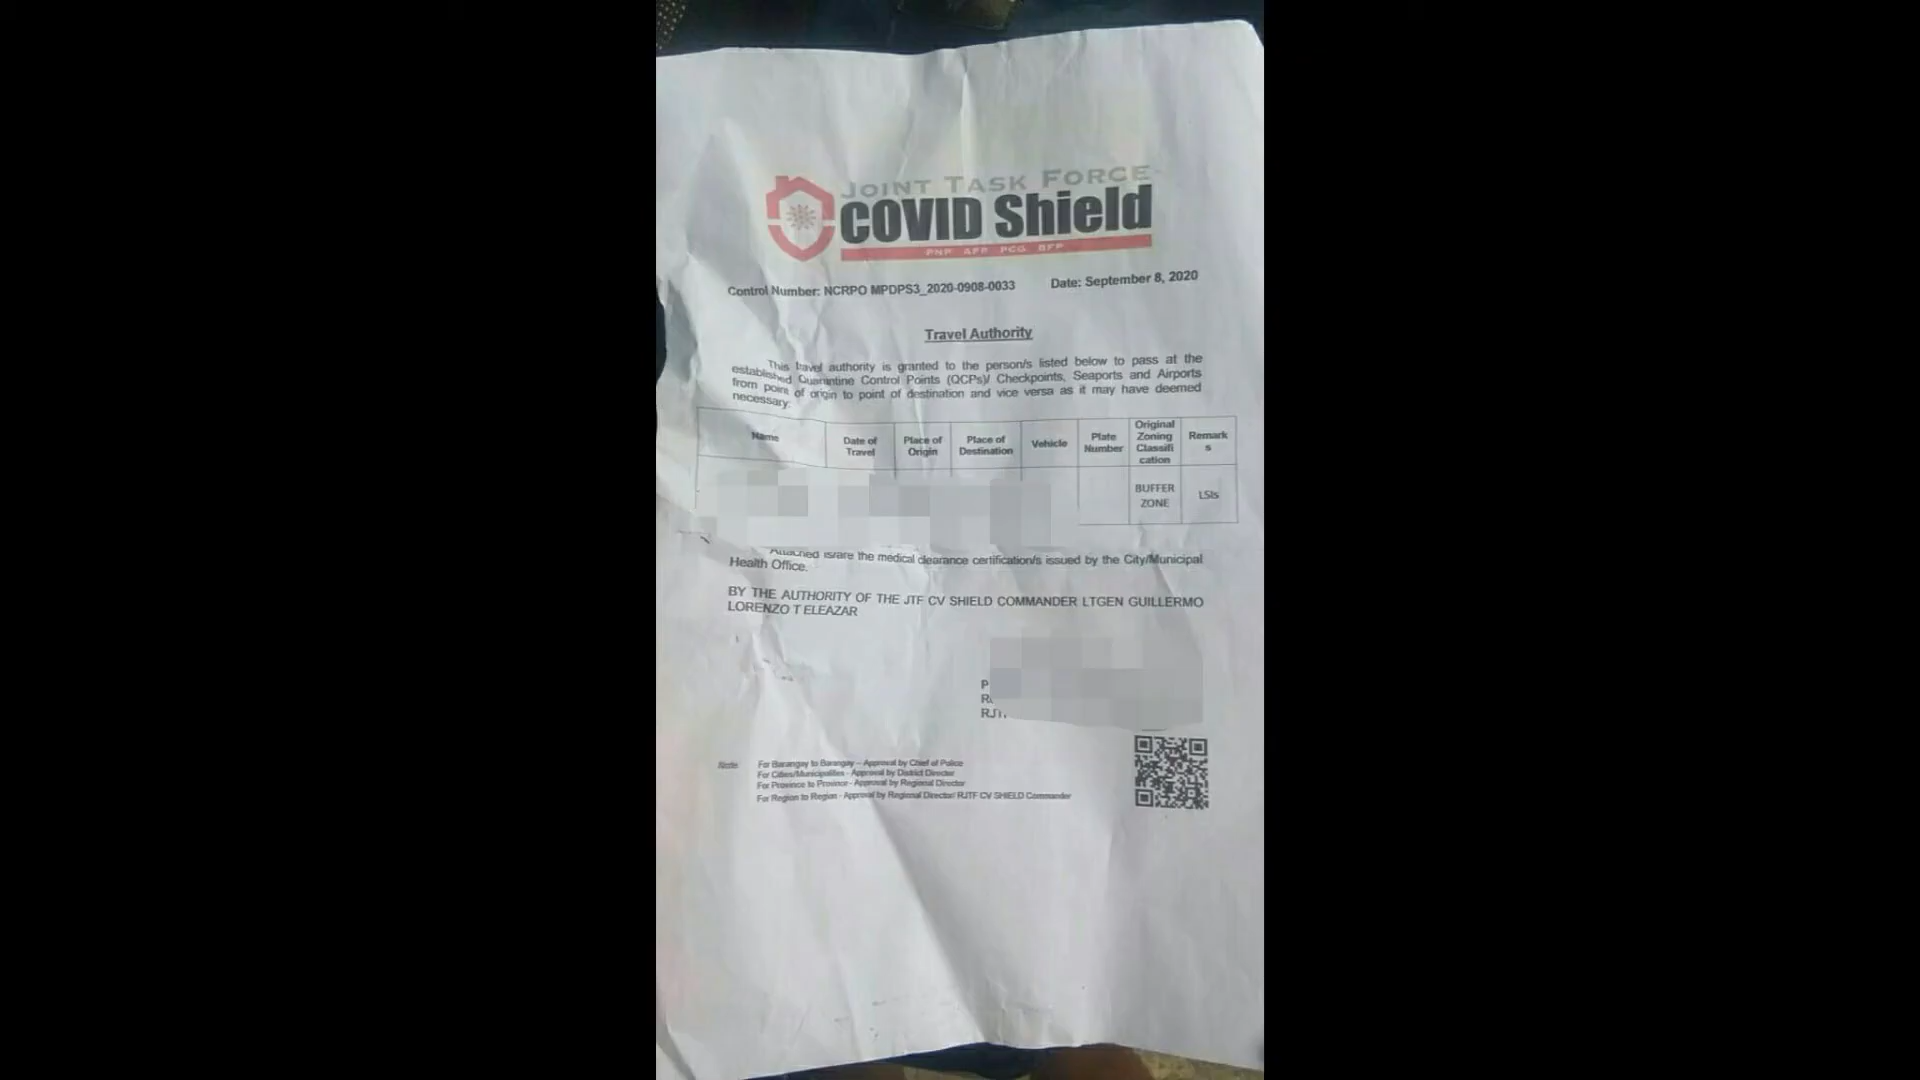 JOINT TASK FORCE
COVID Shield
PNP AFP PCG BFP
Control Number: NCRPO MPDPS3_2020-0908-0033 Date: September 8, 2020
Travel Authority
This travel authority is granted to the person/s listed below to pass at the
established Quarantine Control Points (QCPs)/ Checkpoints, Seaports and Airports
from point of origin to point of destination and vice versa as it may have deemed
necessary.
Name
Date of
Travel
Place of
Origin
Place of
Destination
Vehicle
Plate
Number
Original
Zoning
Classifi
cation
Remark
s
BUFFER
ZONE
LSIs
Attached is/are the medical clearance certification/s issued by the City/Municipal
Health Office.
BY THE AUTHORITY OF THE JTF CV SHIELD COMMANDER LTGEN GUILLERMO
LORENZO T ELEAZAR
P
Note: For Barangay to Barangay – Approval by Chief of Police
For Cities/Municipalities - Approval by District Director
For Province to Province - Approval by Regional Director
For Region to Region - Approval by Regional Director/ RJTF CV SHIELD Commander